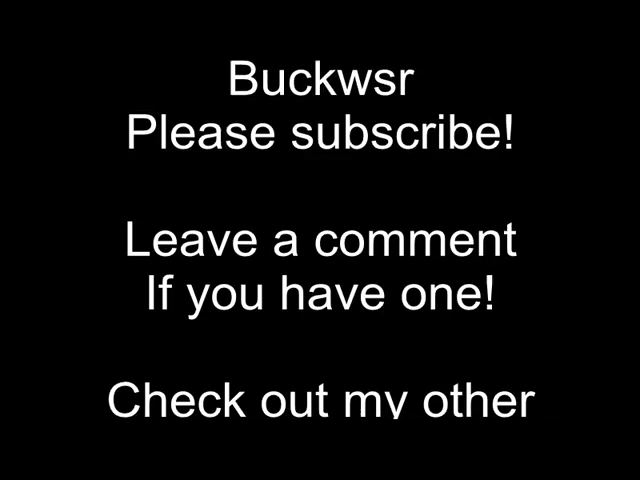 Buckwsr
Please subscribe!
Leave a comment
If you have one!
Check out my other